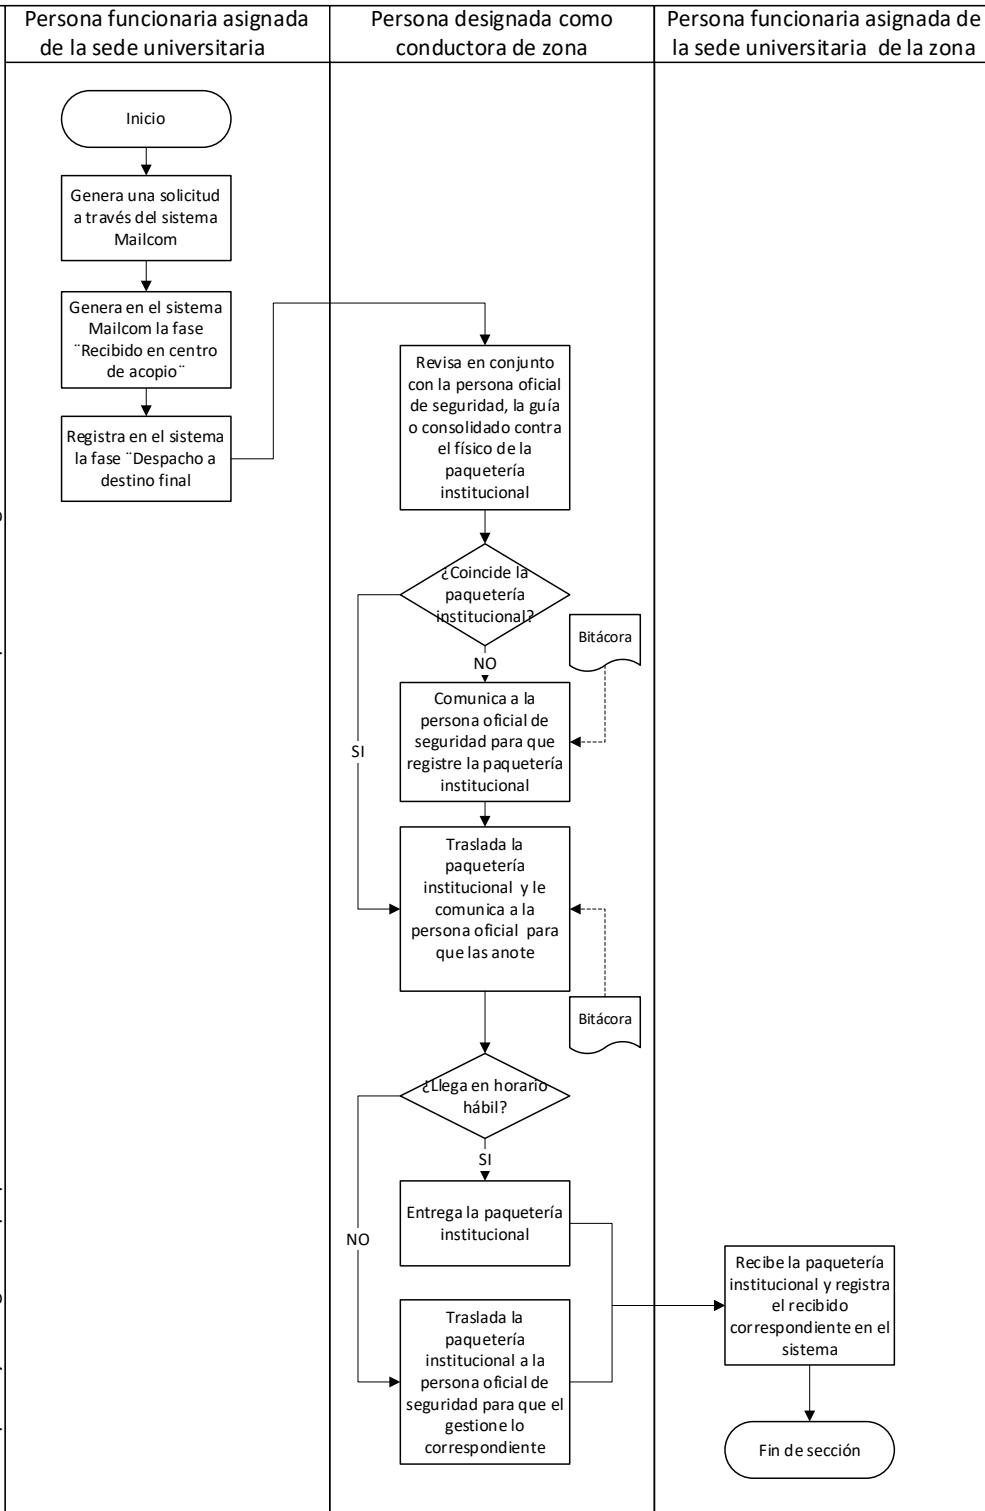 Persona funcionaria asignada
de la sede universitaria
Persona designada como
conductora de zona
Persona funcionaria asignada de
la sede universitaria  de la zona
Inicio
Genera una solicitud
a través del sistema
Mailcom
Genera en el sistema
Mailcom la fase
¨Recibido en centro
de acopio¨
Registra en el sistema
la fase ¨Despacho a
destino final
Revisa en conjunto
con la persona oficial
de seguridad, la guía
o consolidado contra
el físico de la
paquetería
institucional
¿Coincide la
paquetería
institucional?
NO
SI
Bitácora
Comunica a la
persona oficial de
seguridad para que
registre la paquetería
institucional
Traslada la
paquetería
institucional  y le
comunica a la
persona oficial  para
que las anote
Bitácora
¿Llega en horario
hábil?
SI
NO
Entrega la paquetería
institucional
Traslada la
paquetería
institucional a la
persona oficial de
seguridad para que el
gestione lo
correspondiente
Recibe la paquetería
institucional y registra
el recibido
correspondiente en el
sistema
Fin de sección